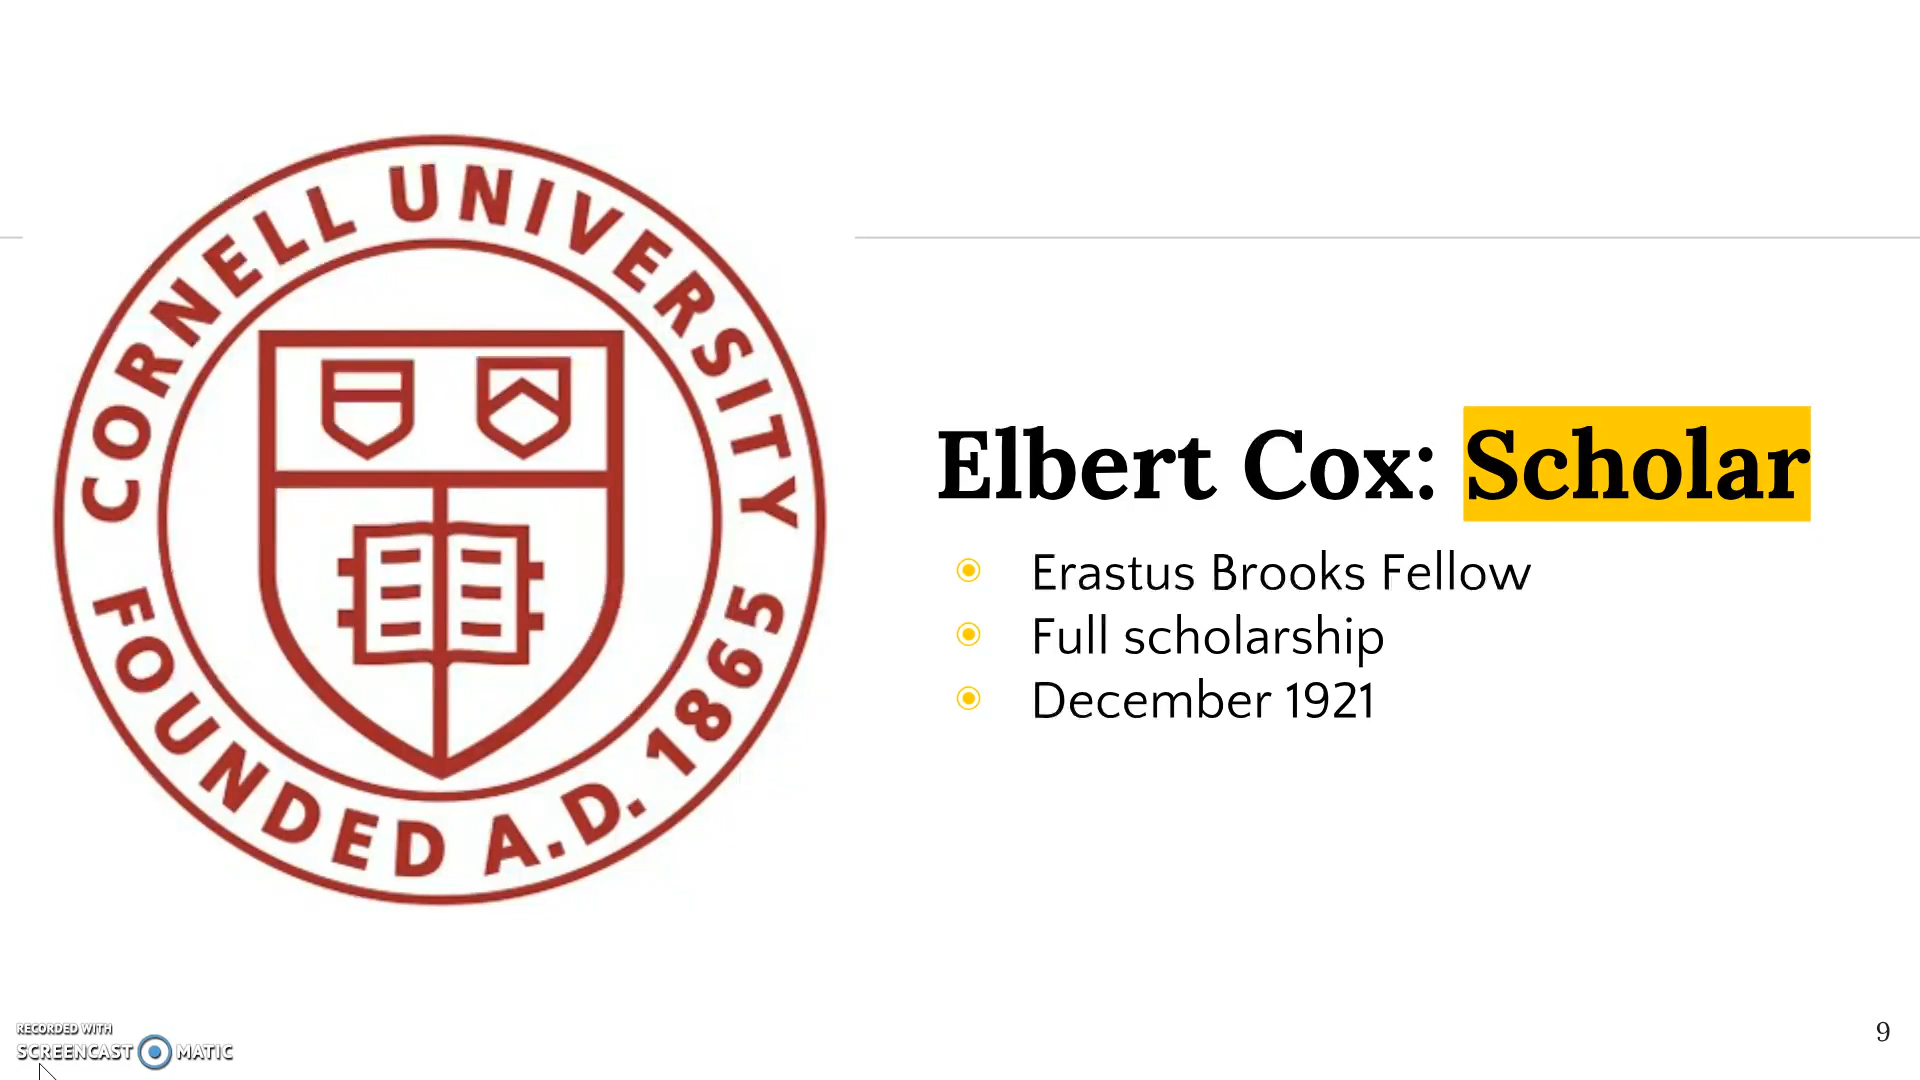 CORNELL UNIVERSITY
FOUNDED A.D. 1865
Elbert Cox: Scholar
Erastus Brooks Fellow
Full scholarship
December 1921
RECORDED WITH
SCREENCAST MATIC
9